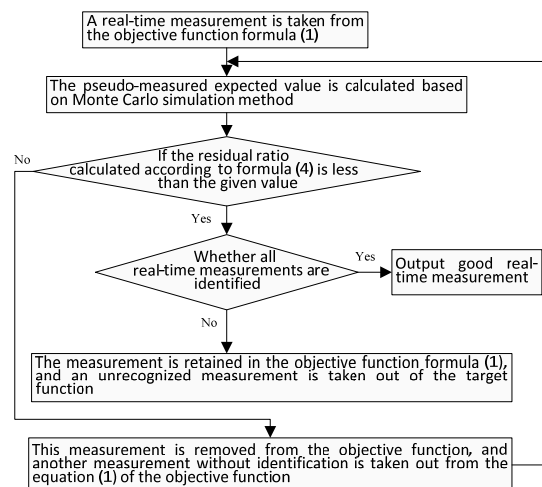 A real-time measurement is taken from
the objective function formula (1)
The pseudo-measured expected value is calculated based
on Monte Carlo simulation method
No
If the residual ratio
calculated according to formula (4) is less
than the given value
Yes
Whether all
real-time measurements are
identified
Yes
Output good real-
time measurement
No
The measurement is retained in the objective function formula (1),
and an unrecognized measurement is taken out of the target
function
This measurement is removed from the objective function, and
another measurement without identification is taken out from the
equation (1) of the objective function